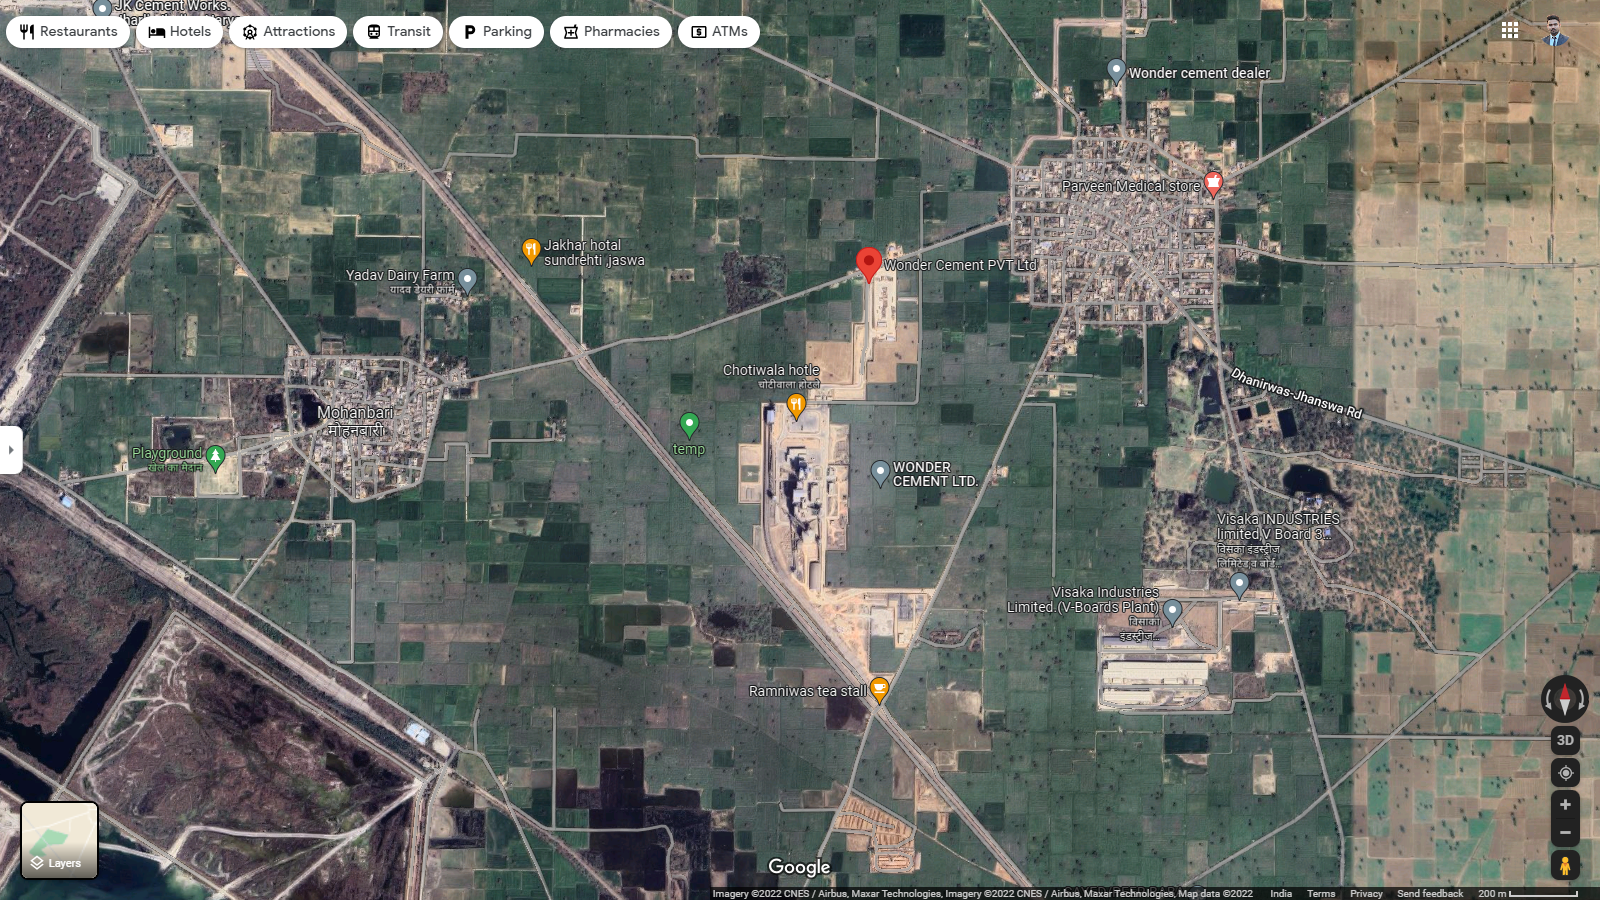 JK Cement Works.
Restaurants
Hotels
Attractions
Transit
Parking
Pharmacies
ATMs
Wonder cement dealer
Parveen Medical store
Jakhar hotal
sundrehti ,jaswa
Yadav Dairy Farm
यादव डेयरी फार्म
Wonder Cement PVT Ltd
Chotiwala hotle
चोटीवाला होटले
Dhanirwas-Jhanswa Rd
Mohanbari
मोहनबारी
temp
Playground
खेल का मैदान
WONDER
CEMENT LTD.
Visaka INDUSTRIES
limited,V Board 3...
विसका इंडस्ट्रीज
लिमिटेड,व बोर्ड...
Visaka Industries
Limited.(V-Boards Plant)
विसाका
इंडस्ट्रीज...
Ramniwas tea stall
3D
Layers
Google
Imagery ©2022 CNES / Airbus, Maxar Technologies, Imagery ©2022 CNES / Airbus, Maxar Technologies, Map data ©2022 India Terms Privacy Send feedback 200 m